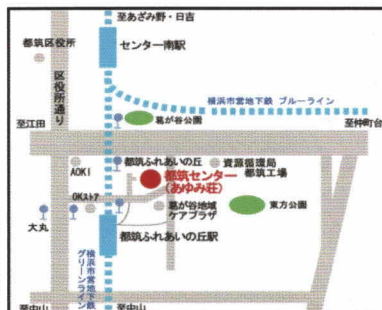 至あざみ野・日吉
都筑区役所
センター南駅
区役所通り
横浜市営地下鉄 ブルーライン
葛が谷公園
至江田
至仲町台
都筑ふれあいの丘
資源循環局
都筑工場
AOKI
都筑センター
(あゆみ荘)
OKストア
葛が谷地域
ケアプラザ
東方公園
大丸
都筑ふれあいの丘駅
横浜市営地下鉄
グリーンライン
至中山
至中山